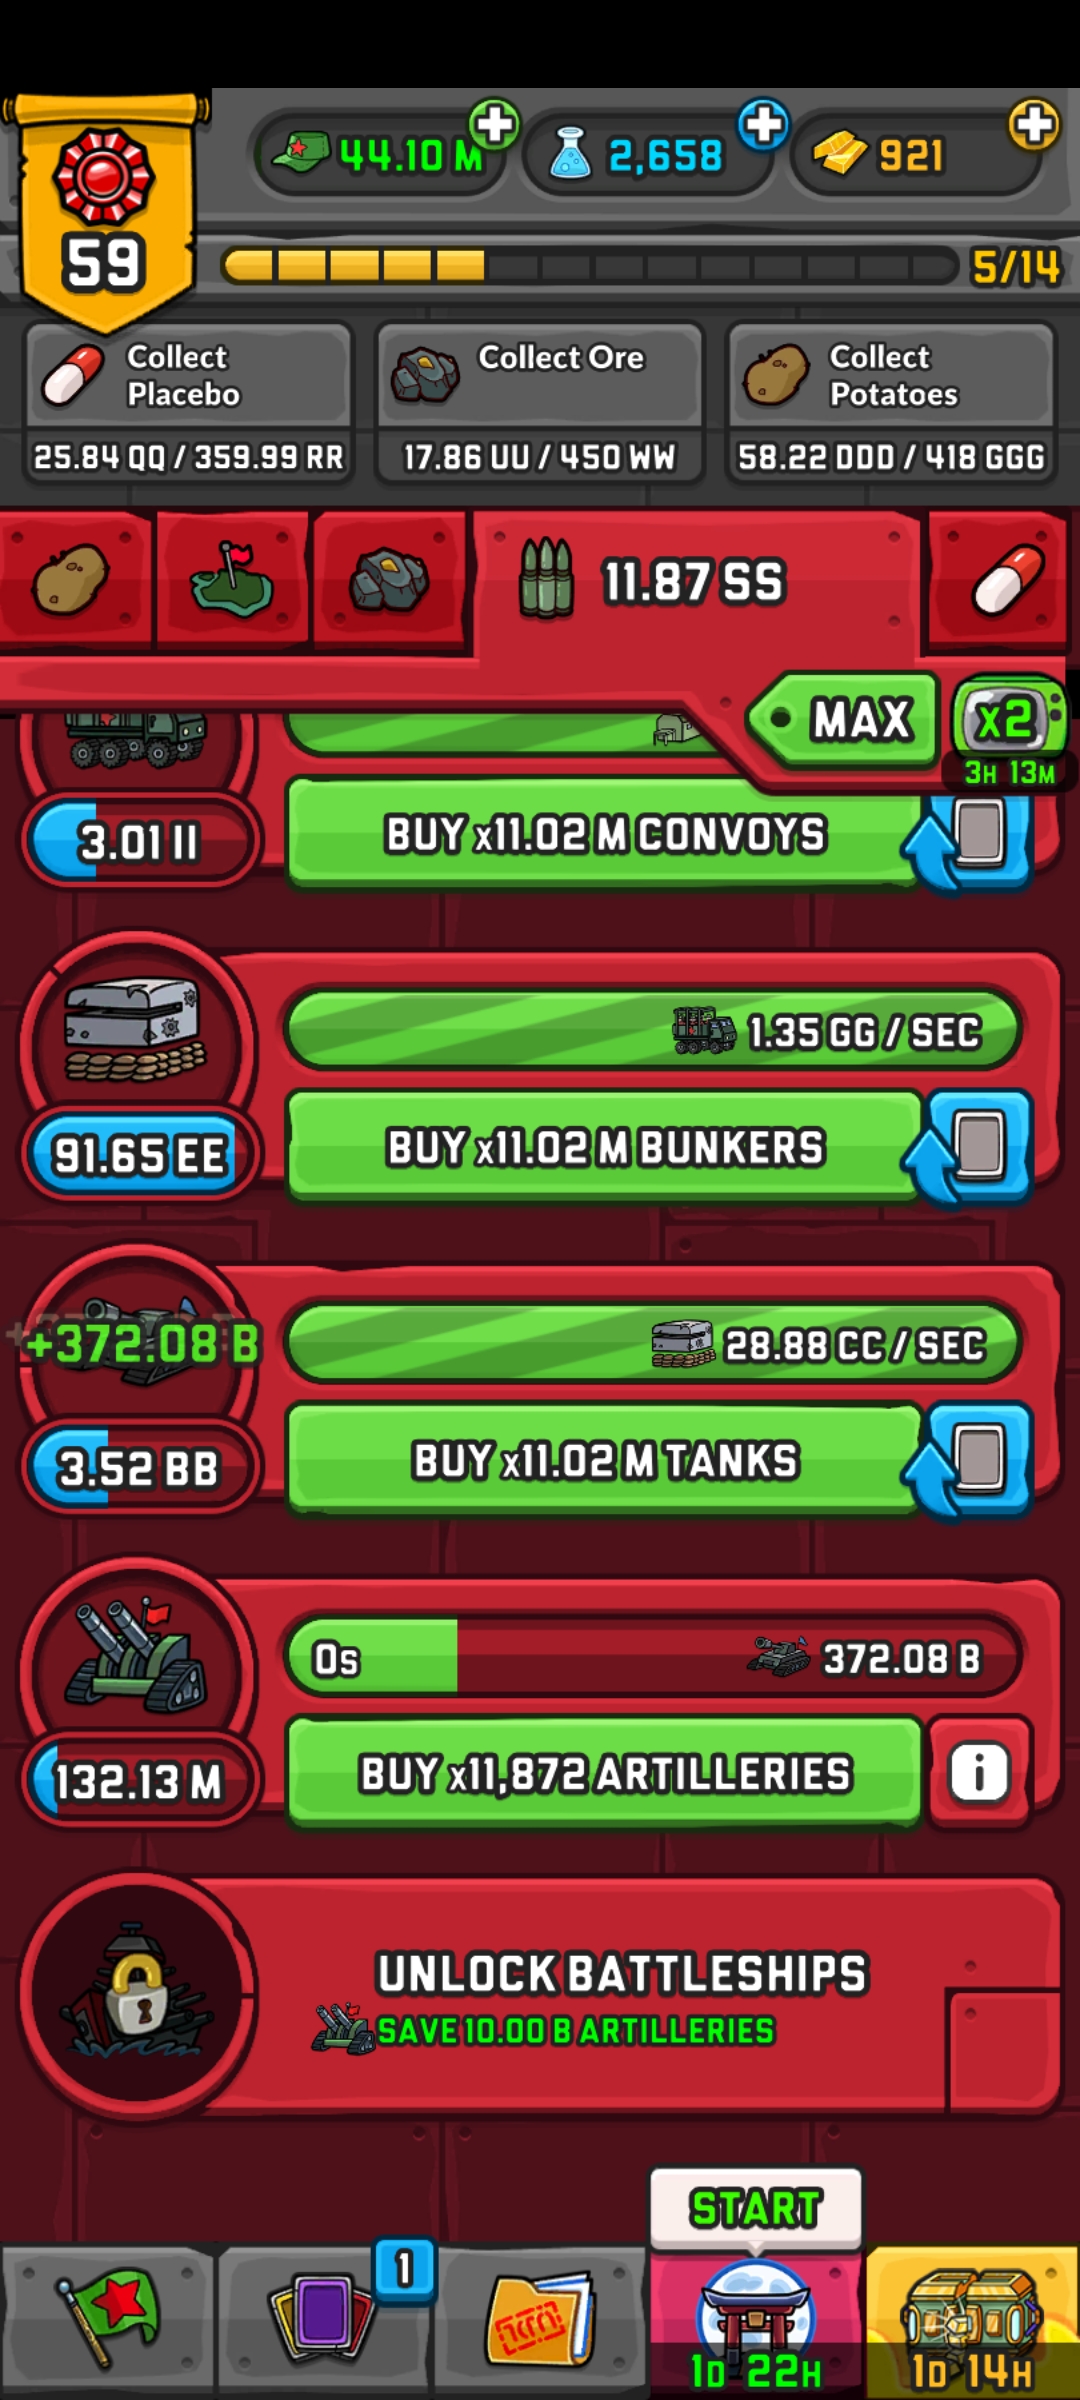 44.10 M
2,658
921
59
5/14
Collect
Placebo
25.84 QQ / 359.99 RR
Collect Ore
17.86 UU / 450 WW
Collect
Potatoes
58.22 DDD / 418 GGG
11.87 SS
MAX
x2
3H 13M
3.01 II
BUY x11.02 M CONVOYS
1.35 GG / SEC
91.65 EE
BUY x11.02 M BUNKERS
+372.08 B
28.88 CC / SEC
3.52 BB
BUY x11.02 M TANKS
0s
372.08 B
132.13 M
BUY x11,872 ARTILLERIES
i
UNLOCK BATTLESHIPS
SAVE 10.00 B ARTILLERIES
START
1
1D 22H
1D 14H